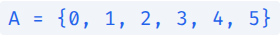 A = {0, 1, 2, 3, 4, 5}